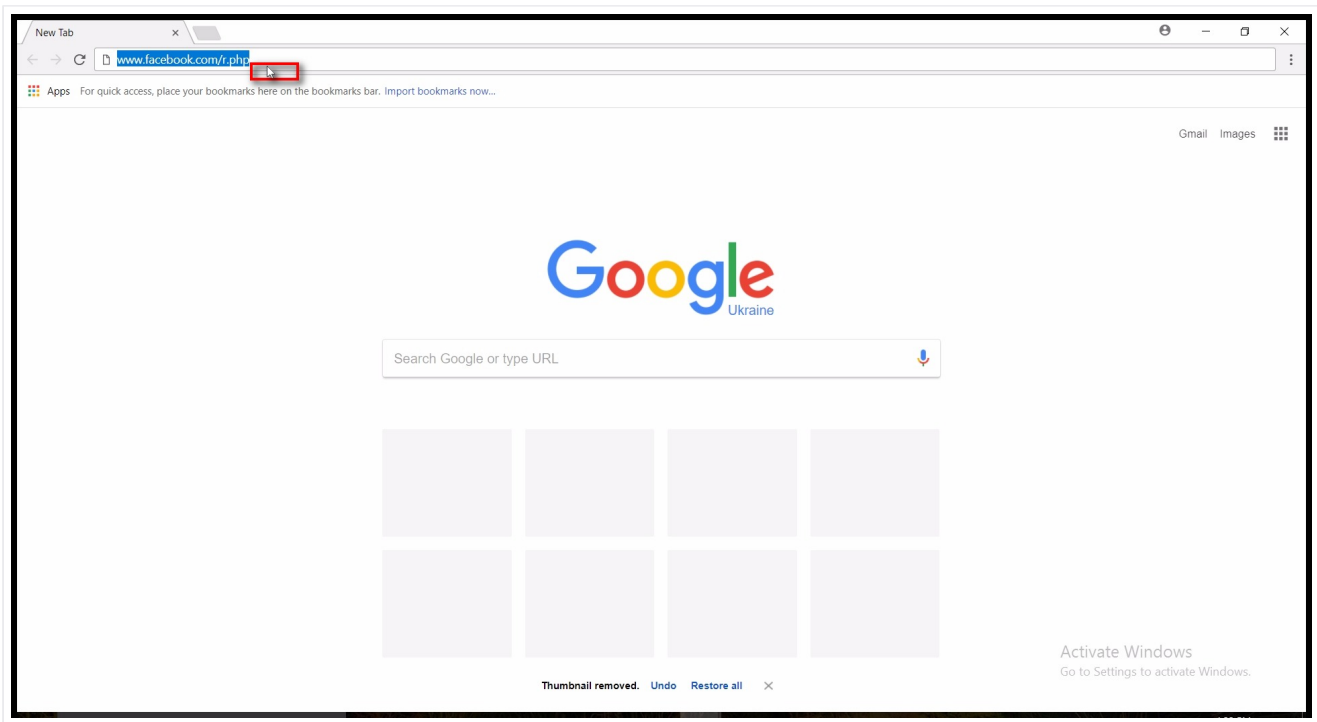 New Tab
www.facebook.com/r.php
Apps For quick access, place your bookmarks here on the bookmarks bar. Import bookmarks now...
Gmail Images
Google
Ukraine
Search Google or type URL
Activate Windows
Go to Settings to activate Windows.
Thumbnail removed. Undo Restore all